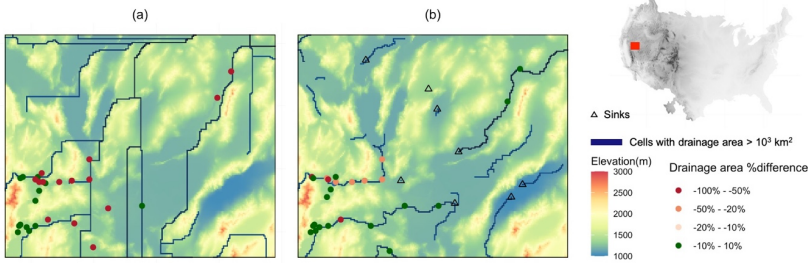 (a)
(b)
Sinks
Cells with drainage area > 10³ km²
Elevation(m)
3000
2500
2000
1500
1000
Drainage area %difference
-100% - -50%
-50% - -20%
-20% - -10%
-10% - 10%